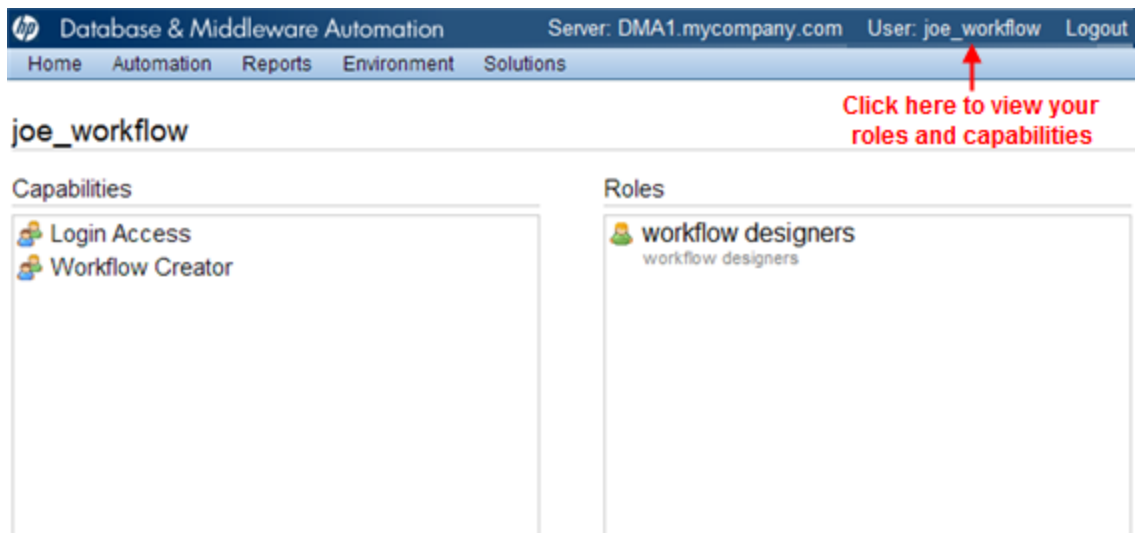 hp Database & Middleware Automation Server: DMA1.mycompany.com User: joe_workflow Logout
Home Automation Reports Environment Solutions
Click here to view your
roles and capabilities
joe_workflow
Capabilities
Login Access
Workflow Creator
Roles
workflow designers
workflow designers